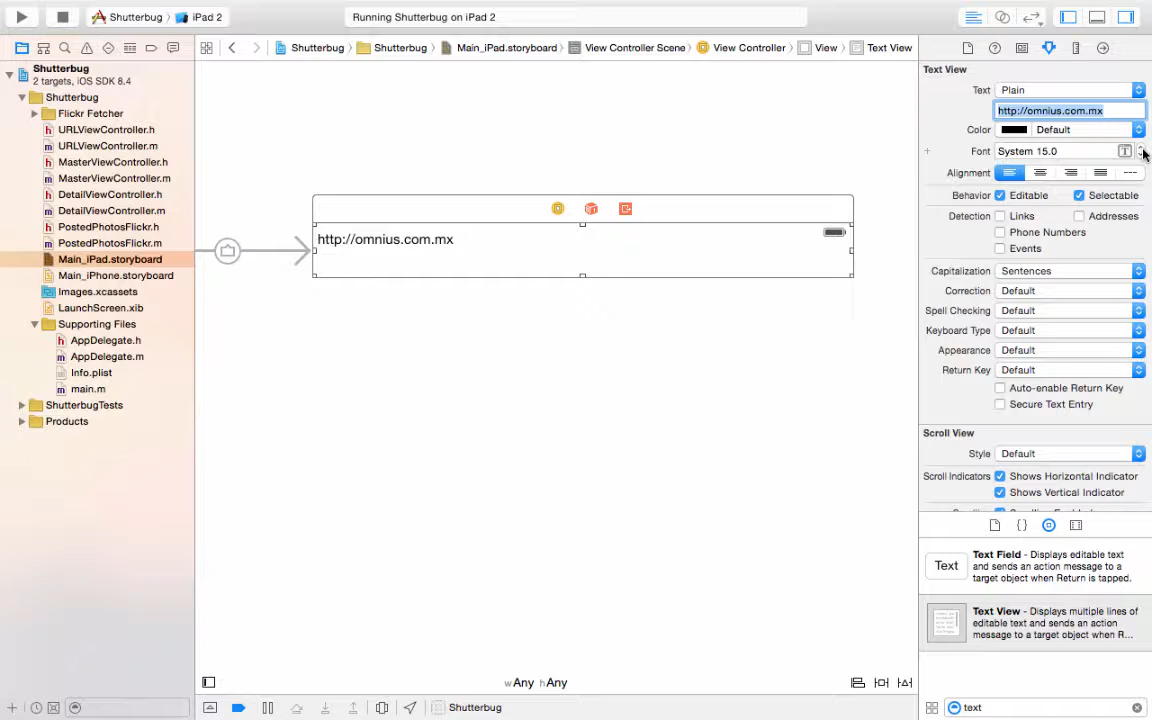 Shutterbug iPad 2
Running Shutterbug on iPad 2
Shutterbug
2 targets, iOS SDK 8.4
Shutterbug
Flickr Fetcher
URLViewController.h
URLViewController.m
MasterViewController.h
MasterViewController.m
DetailViewController.h
DetailViewController.m
PostedPhotosFlickr.h
PostedPhotosFlickr.m
Main_iPad.storyboard
Main_iPhone.storyboard
Images.xcassets
LaunchScreen.xib
Supporting Files
AppDelegate.h
AppDelegate.m
Info.plist
main.m
ShutterbugTests
Products
Shutterbug Shutterbug Main_iPad.storyboard View Controller Scene View Controller View Text View
http://omnius.com.mx
wAny hAny
Shutterbug
Text View
Text Plain
http://omnius.com.mx
Color Default
Font System 15.0
Alignment
Behavior Editable Selectable
Detection Links Addresses
Phone Numbers
Events
Capitalization Sentences
Correction Default
Spell Checking Default
Keyboard Type Default
Appearance Default
Return Key Default
Auto-enable Return Key
Secure Text Entry
Scroll View
Style Default
Scroll Indicators Shows Horizontal Indicator
Shows Vertical Indicator
Text
Text Field - Displays editable text
and sends an action message to a
target object when Return is tapped.
Text View - Displays multiple lines of
editable text and sends an action
message to a target object when R...
text